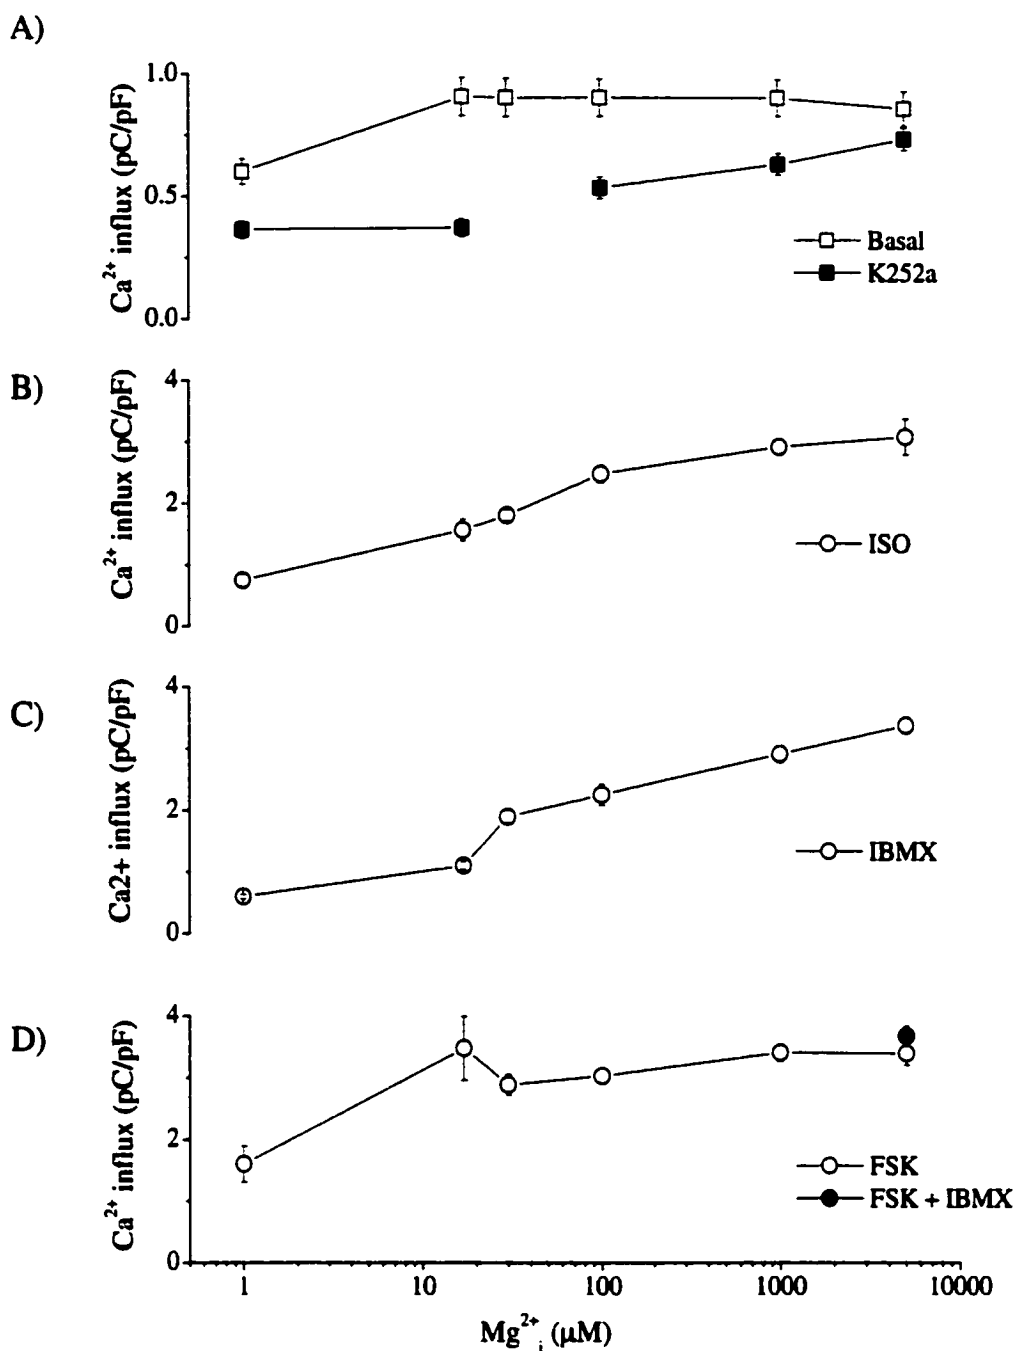 A)
Ca²⁺ influx (pC/pF)
1.0
0.5
0.0
Basal
K252a
B)
Ca²⁺ influx (pC/pF)
4
2
0
ISO
C)
Ca2+ influx (pC/pF)
4
2
0
IBMX
D)
Ca²⁺ influx (pC/pF)
4
2
0
FSK
FSK + IBMX
1 10 100 1000 10000
Mg²⁺ᵢ (μM)